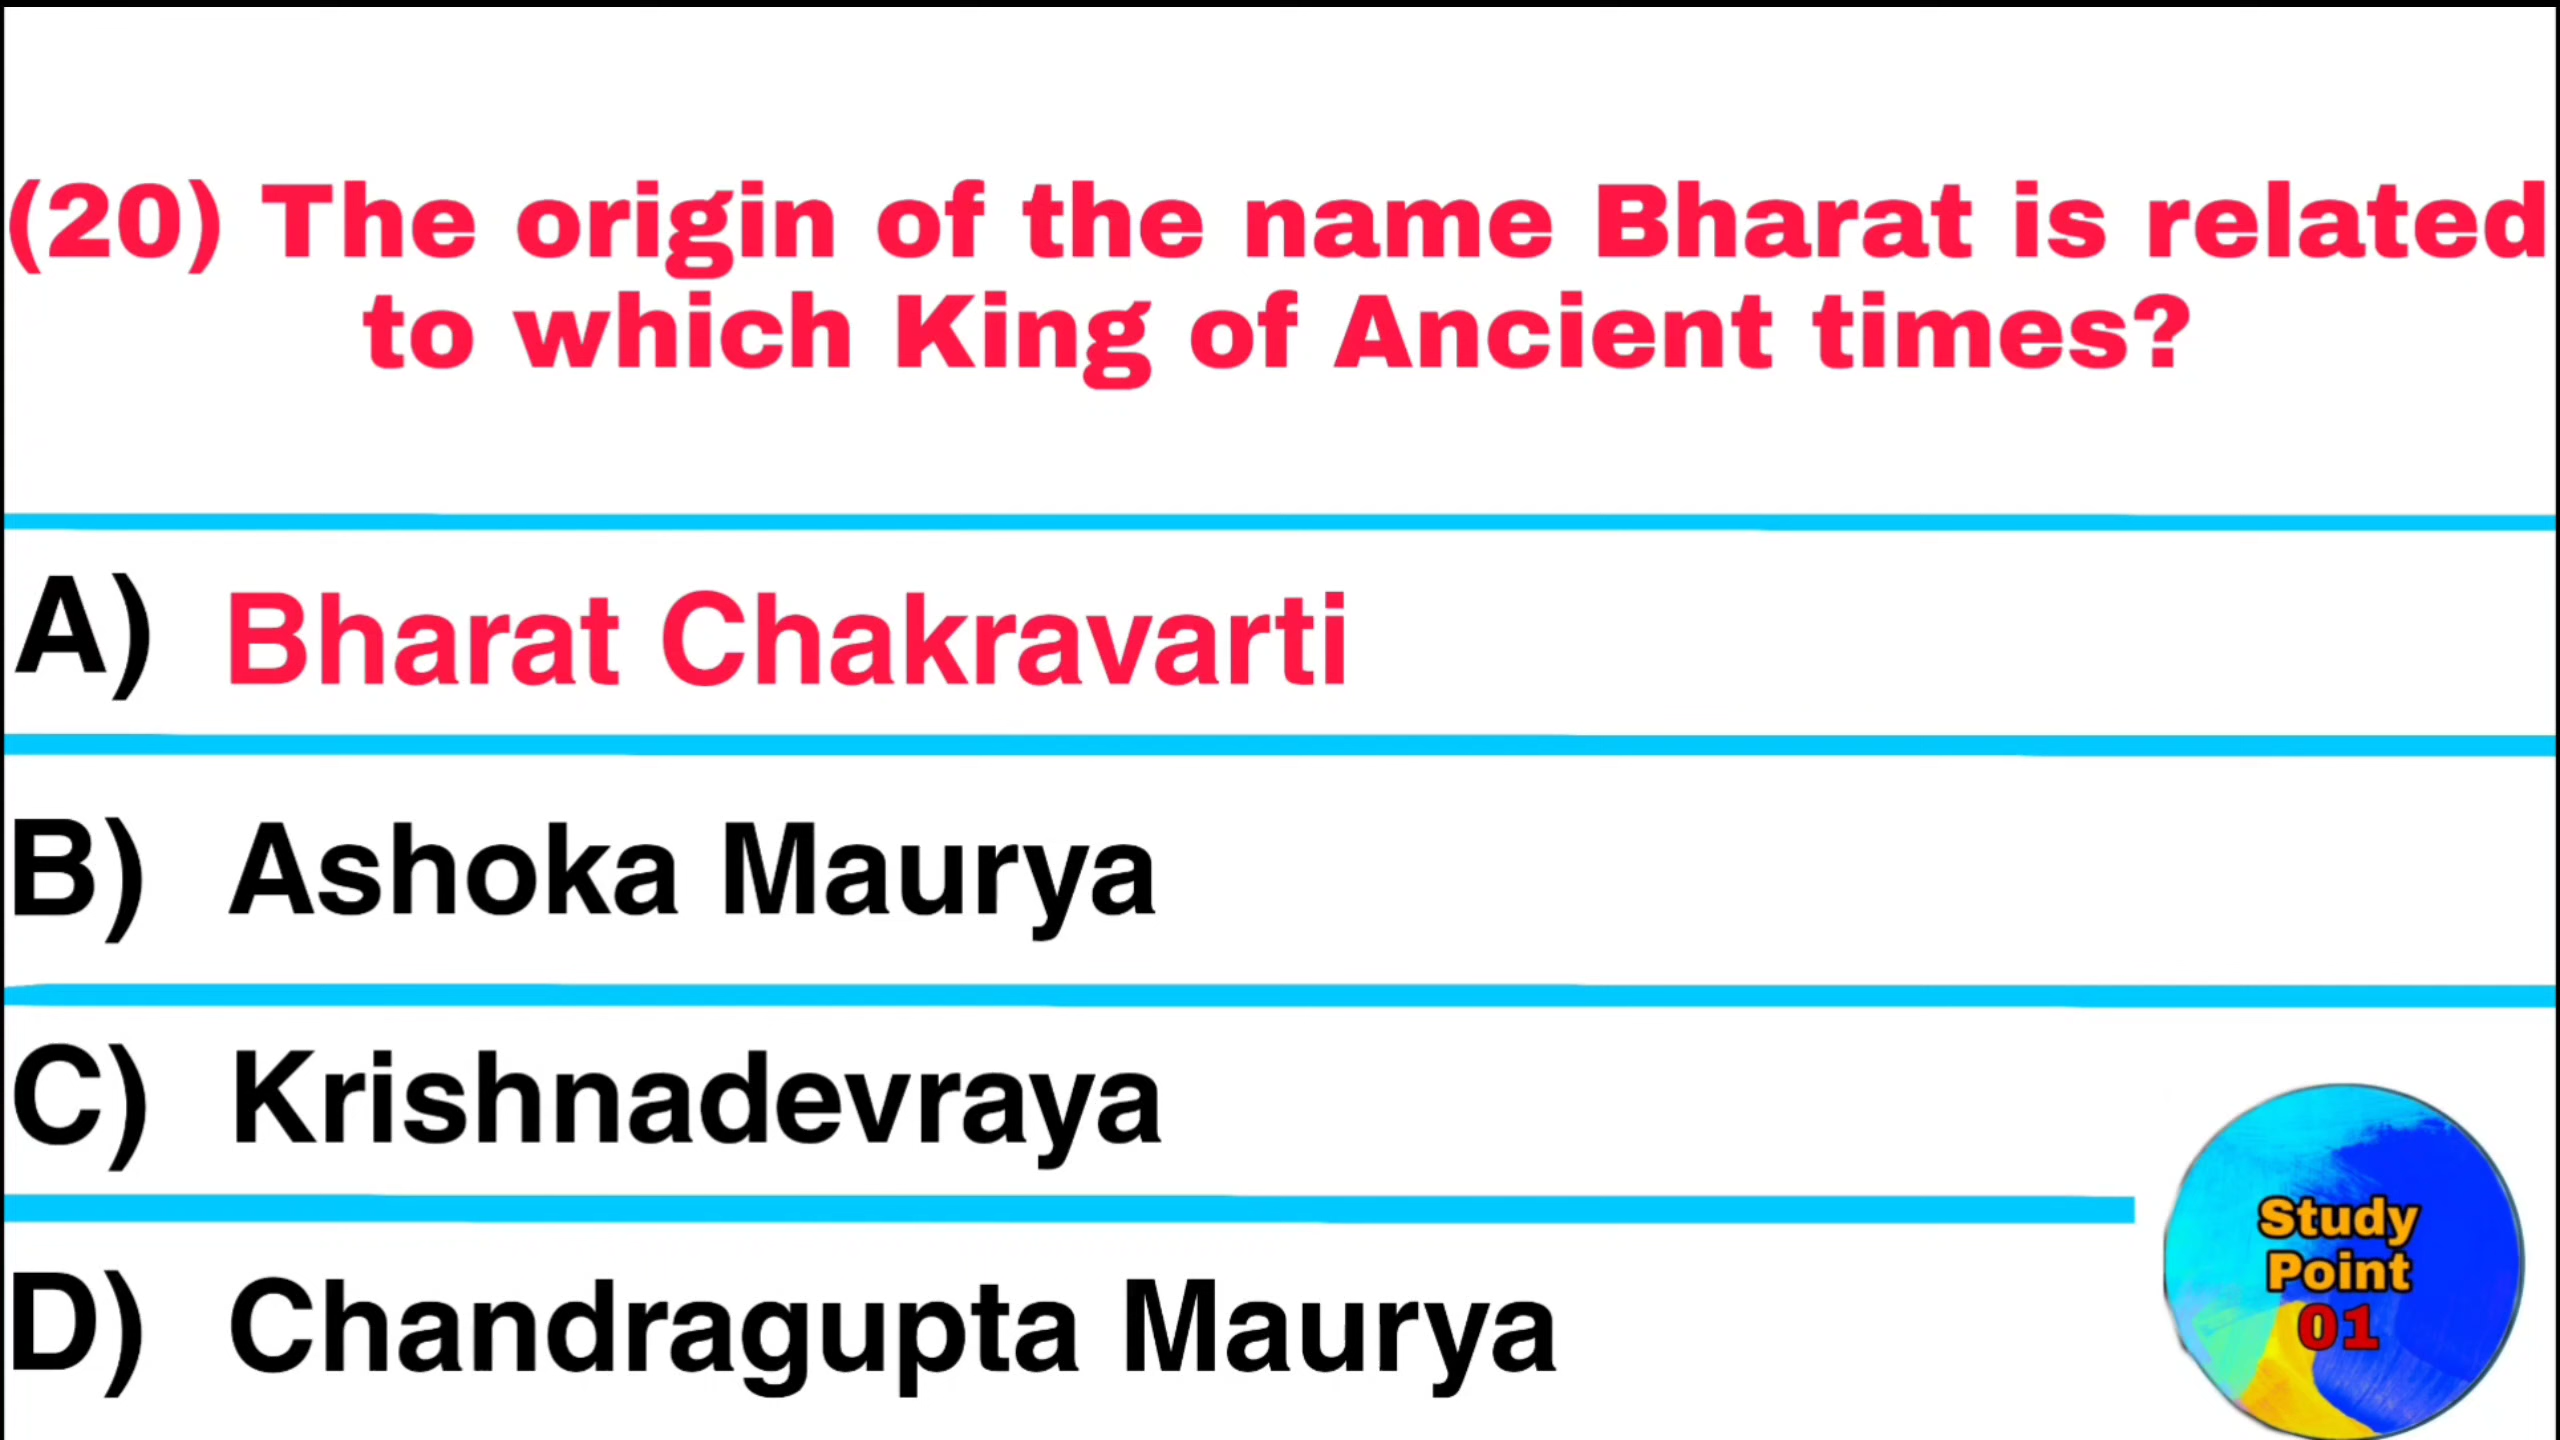 (20) The origin of the name Bharat is related
to which King of Ancient times?
A) Bharat Chakravarti
B) Ashoka Maurya
C) Krishnadevraya
D) Chandragupta Maurya
Study
Point
01